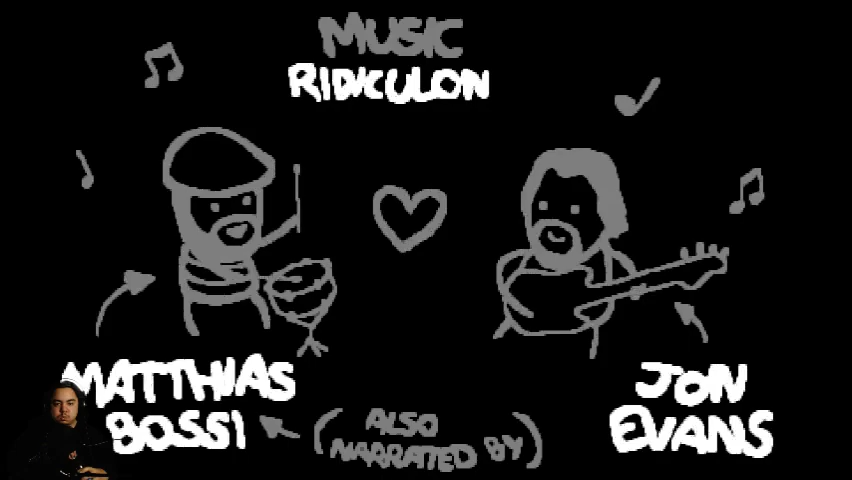 MUSIC
RIDICULON
MATTHIAS
BOSSI
(ALSO
NARRATED BY)
JON
EVANS